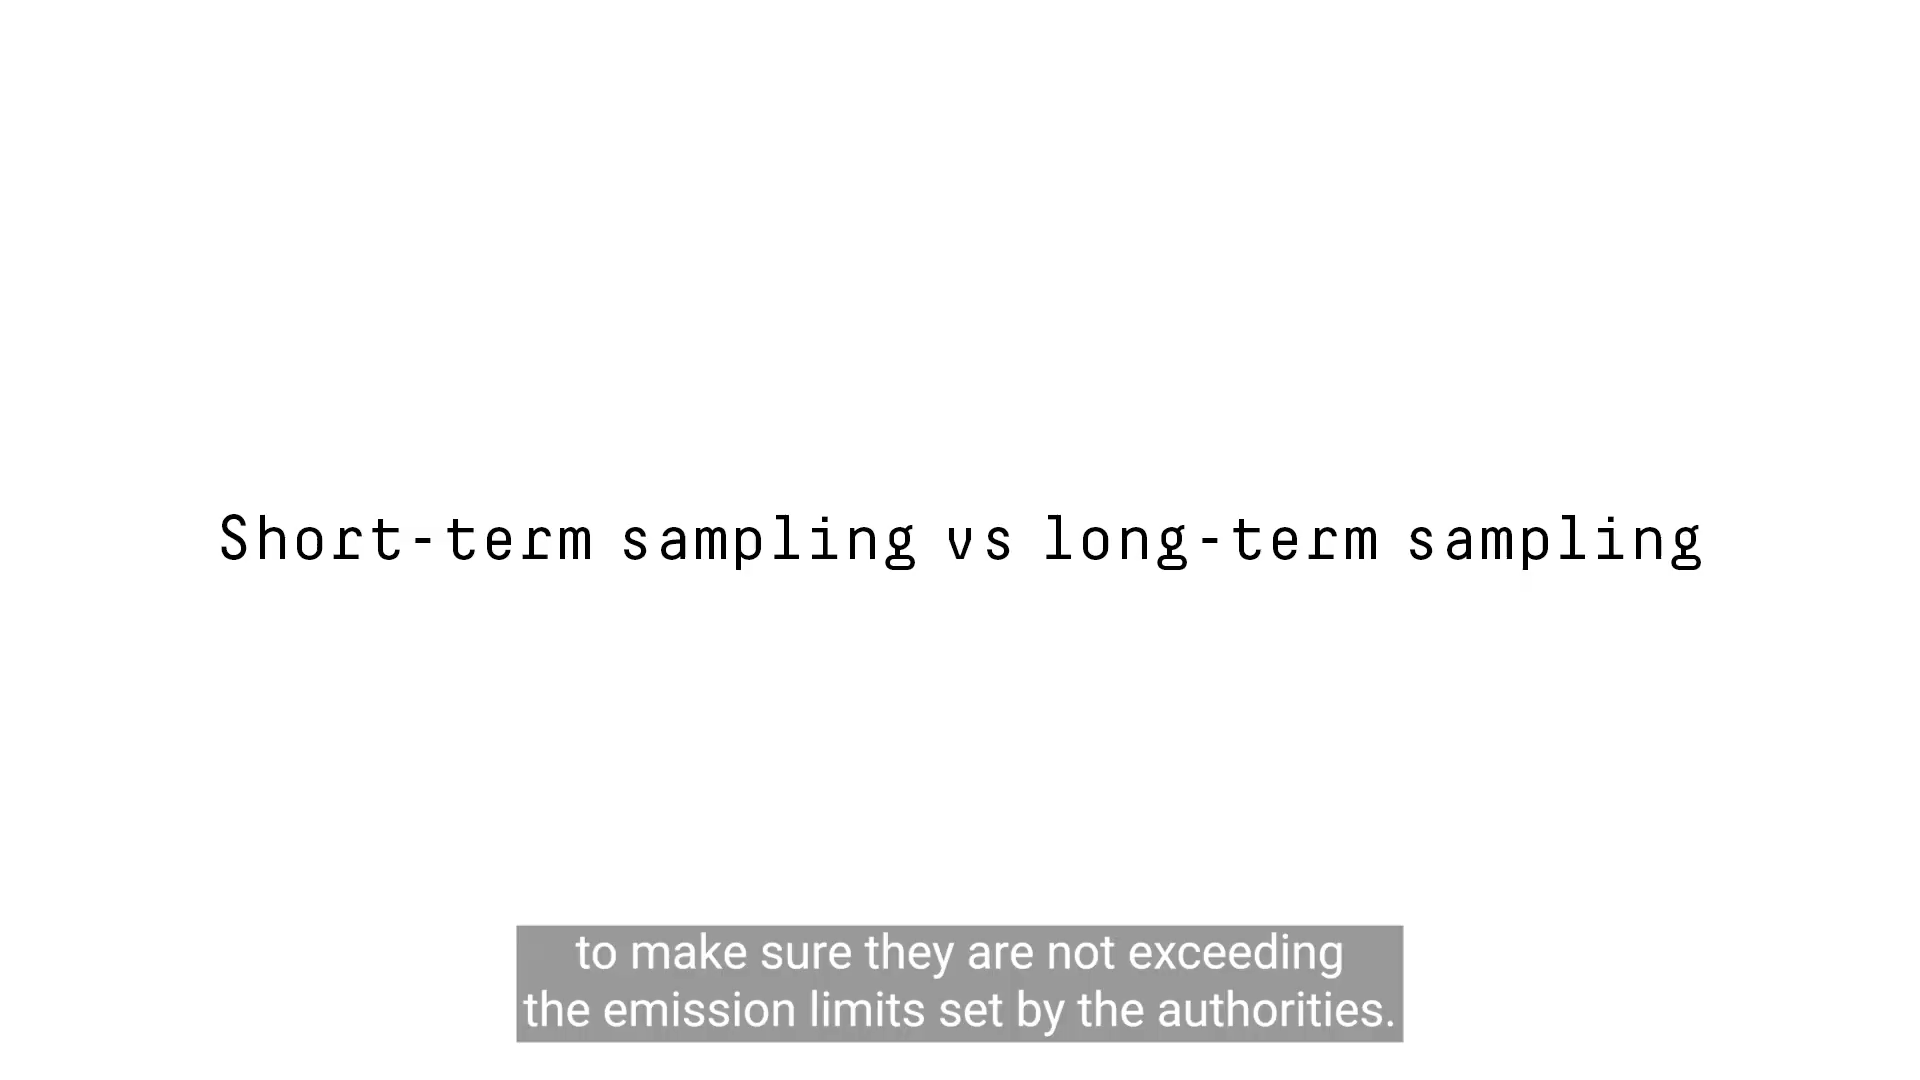 Short-term sampling vs long-term sampling
to make sure they are not exceeding
the emission limits set by the authorities.